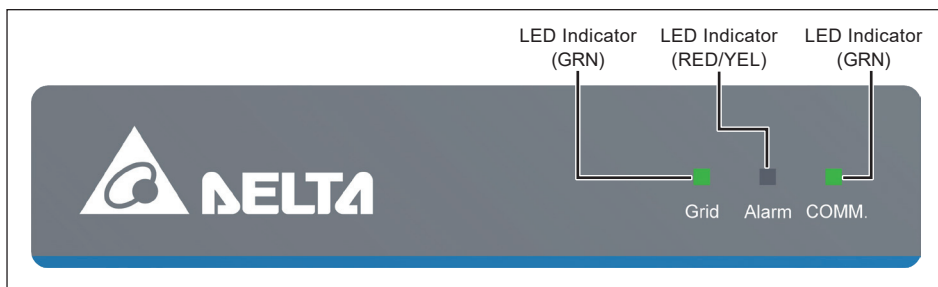 LED Indicator
(GRN)
LED Indicator
(RED/YEL)
LED Indicator
(GRN)
DELTA
Grid
Alarm
COMM.